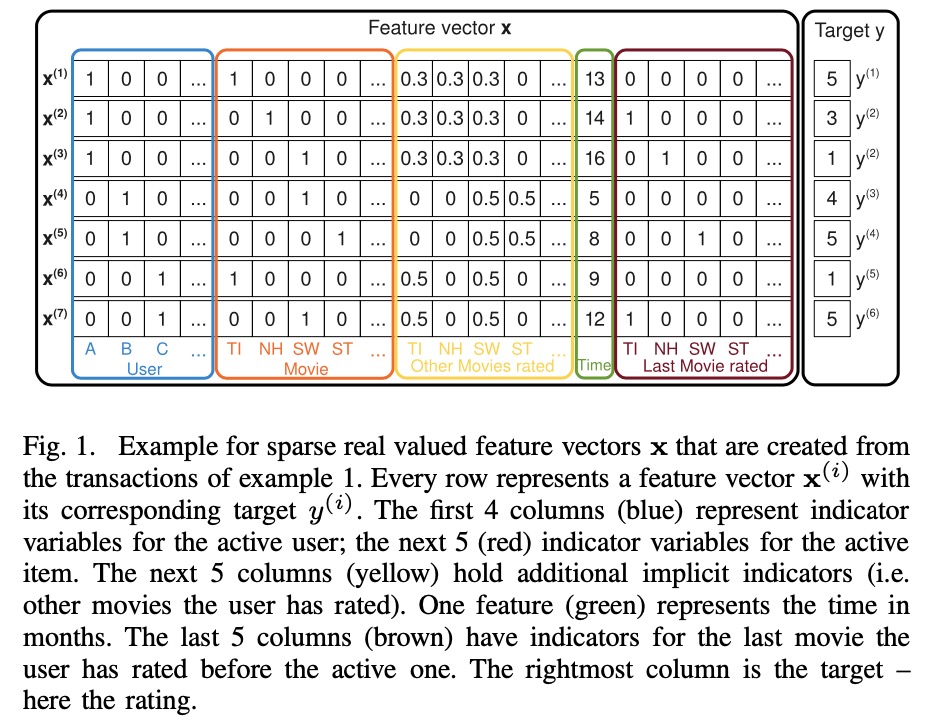 Feature vector x Target y
x(1) 1 0 0 ... 1 0 0 0 ... 0.3 0.3 0.3 0 ... 13 0 0 0 0 ... 5 y(1)
x(2) 1 0 0 ... 0 1 0 0 ... 0.3 0.3 0.3 0 ... 14 1 0 0 0 ... 3 y(2)
x(3) 1 0 0 ... 0 0 1 0 ... 0.3 0.3 0.3 0 ... 16 0 1 0 0 ... 1 y(2)
x(4) 0 1 0 ... 0 0 1 0 ... 0 0 0.5 0.5 ... 5 0 0 0 0 ... 4 y(3)
x(5) 0 1 0 ... 0 0 0 1 ... 0 0 0.5 0.5 ... 8 0 0 1 0 ... 5 y(4)
x(6) 0 0 1 ... 1 0 0 0 ... 0.5 0 0.5 0 ... 9 0 0 0 0 ... 1 y(5)
x(7) 0 0 1 ... 0 0 1 0 ... 0.5 0 0.5 0 ... 12 1 0 0 0 ... 5 y(6)
A B C ... TI NH SW ST ... TI NH SW ST ... TI NH SW ST ...
User Movie Other Movies rated Time Last Movie rated
Fig. 1. Example for sparse real valued feature vectors x that are created from
the transactions of example 1. Every row represents a feature vector x(i) with
its corresponding target y(i). The first 4 columns (blue) represent indicator
variables for the active user; the next 5 (red) indicator variables for the active
item. The next 5 columns (yellow) hold additional implicit indicators (i.e.
other movies the user has rated). One feature (green) represents the time in
months. The last 5 columns (brown) have indicators for the last movie the
user has rated before the active one. The rightmost column is the target –
here the rating.